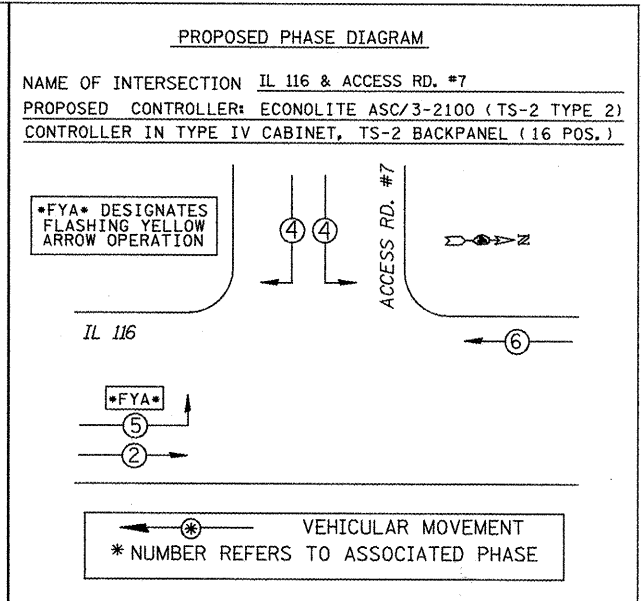 PROPOSED PHASE DIAGRAM
NAME OF INTERSECTION IL 116 & ACCESS RD. #7
PROPOSED CONTROLLER: ECONOLITE ASC/3-2100 (TS-2 TYPE 2)
CONTROLLER IN TYPE IV CABINET, TS-2 BACKPANEL (16 POS.)
*FYA* DESIGNATES
FLASHING YELLOW
ARROW OPERATION
4 4
ACCESS RD. #7
N
IL 116
6
*FYA*
5
2
* VEHICULAR MOVEMENT
* NUMBER REFERS TO ASSOCIATED PHASE